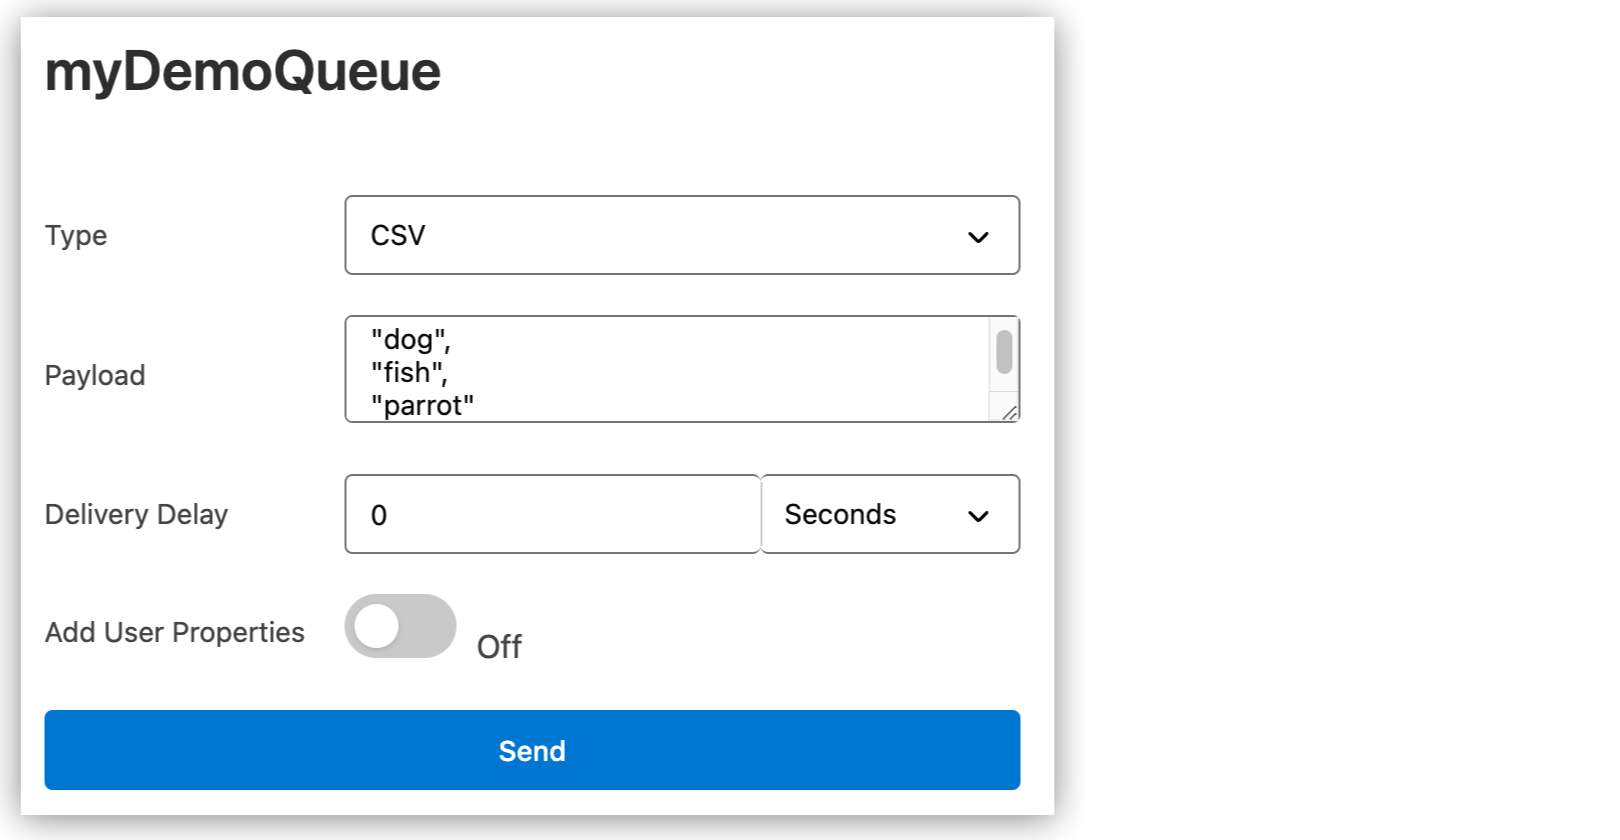 myDemoQueue
Type
CSV
Payload
"dog",
"fish",
"parrot"
Delivery Delay
0
Seconds
Add User Properties
Off
Send